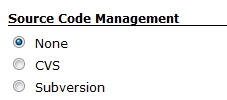 Source Code Management
None
CVS
Subversion